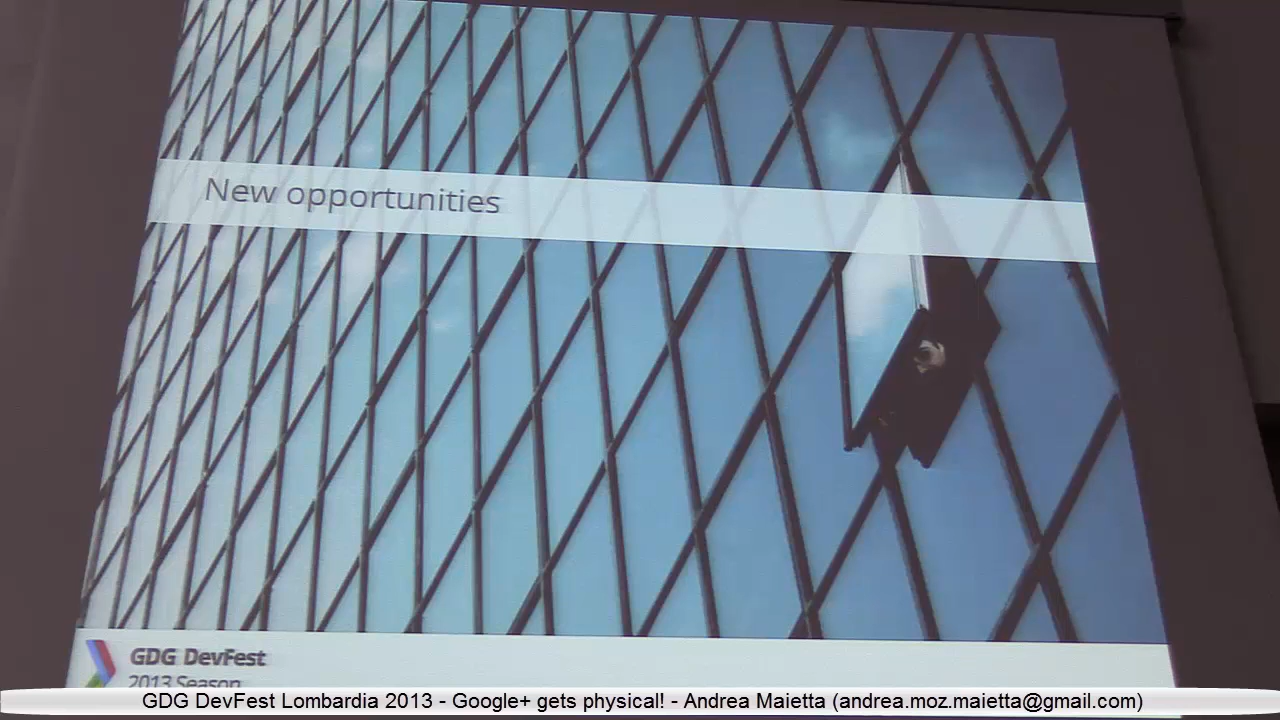 New opportunities
GDG DevFest
2013 Season
GDG DevFest Lombardia 2013 - Google+ gets physical! - Andrea Maietta (andrea.moz.maietta@gmail.com)